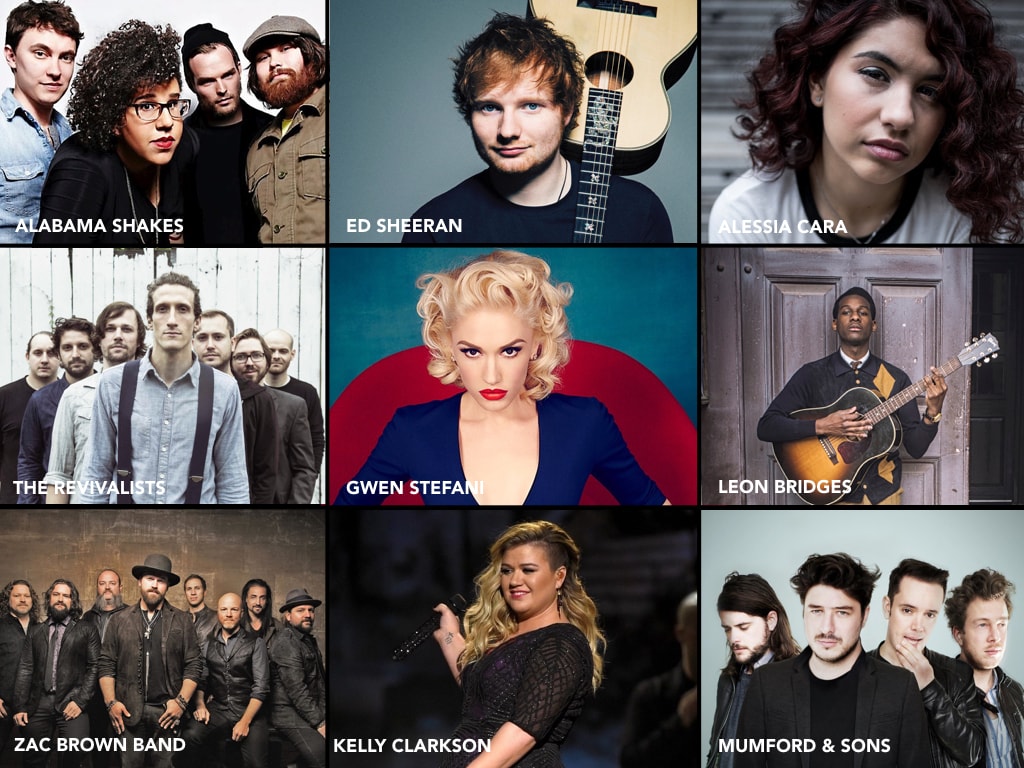 ALABAMA SHAKES
ED SHEERAN
ALESSIA CARA
THE REVIVALISTS
GWEN STEFANI
LEON BRIDGES
ZAC BROWN BAND
KELLY CLARKSON
MUMFORD & SONS